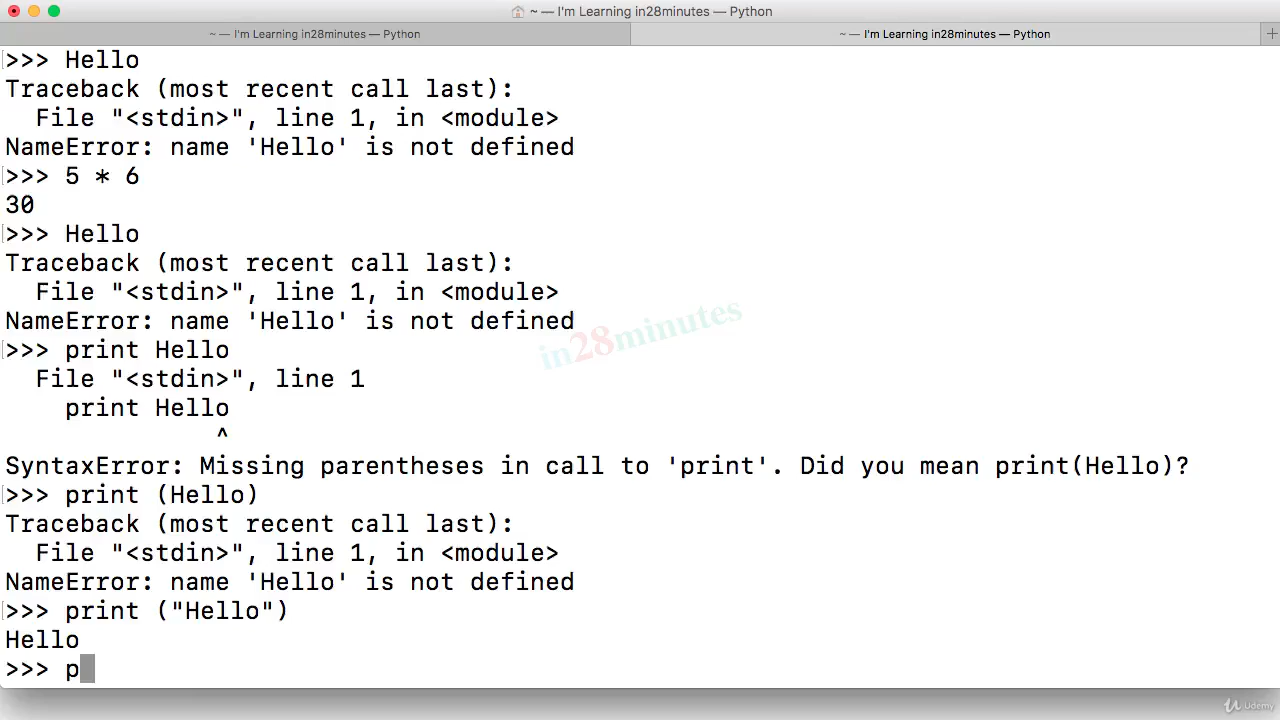 ~ — I'm Learning in28minutes — Python
~ — I'm Learning in28minutes — Python
~ — I'm Learning in28minutes — Python
>>> Hello
Traceback (most recent call last):
  File "<stdin>", line 1, in <module>
NameError: name 'Hello' is not defined
>>> 5 * 6
30
>>> Hello
Traceback (most recent call last):
  File "<stdin>", line 1, in <module>
NameError: name 'Hello' is not defined
in28minutes
>>> print Hello
  File "<stdin>", line 1
    print Hello
              ^
SyntaxError: Missing parentheses in call to 'print'. Did you mean print(Hello)?
>>> print (Hello)
Traceback (most recent call last):
  File "<stdin>", line 1, in <module>
NameError: name 'Hello' is not defined
>>> print ("Hello")
Hello
>>> p
Udemy